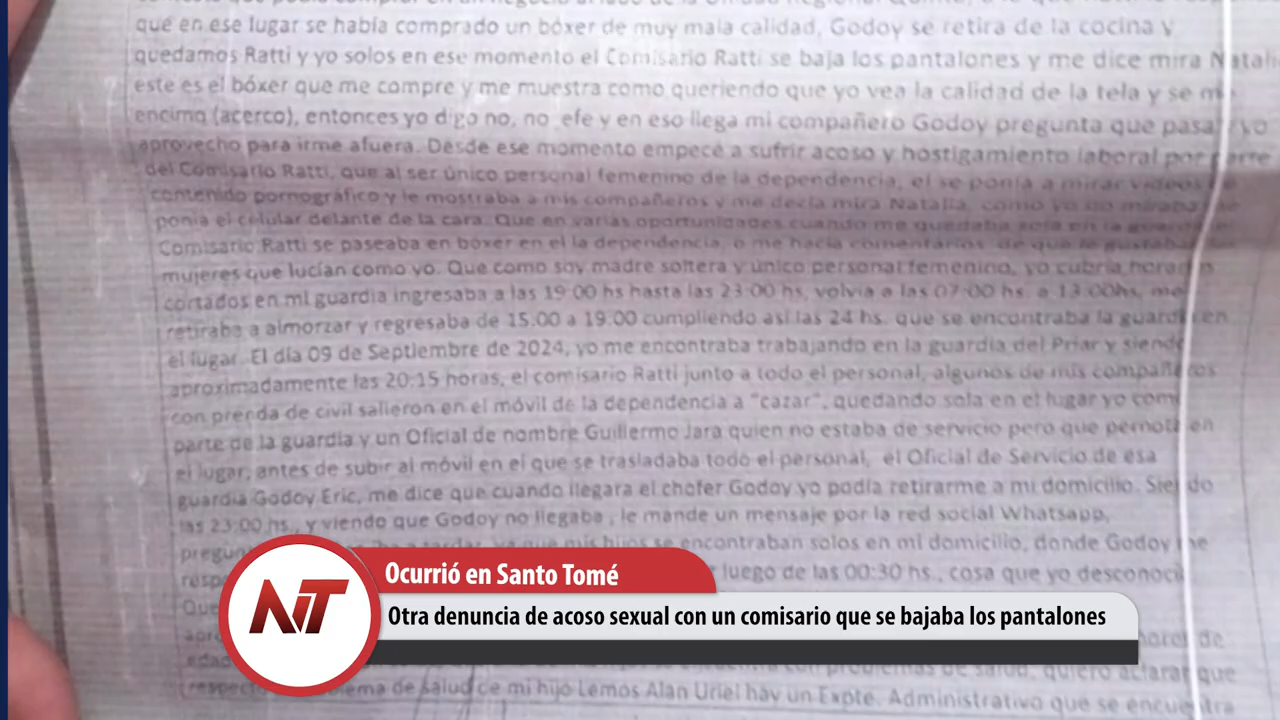 que en ese lugar se había comprado un bóxer de muy mala calidad, Godoy se retira de la cocina y
quedamos Ratti y yo solos en ese momento el Comisario Ratti se baja los pantalones y me dice mira Natalia
este es el bóxer que me compre y me muestra como queriendo que yo vea la calidad de la tela y se me
encima (acerco), entonces yo digo no, no efe y en eso llega mi compañero Godoy pregunta que pasa, yo
aprovecho para irme afuera. Desde ese momento empecé a sufrir acoso y hostigamiento laboral por parte
del Comisario Ratti, que al ser único personal femenino de la dependencia, el se ponía a mirar videos de
contenido pornográfico y le mostraba a mis compañeros y me decía mira Natalia, como yo no miraba me
ponía el celular delante de la cara. Que en varias oportunidades cuando me quedaba sola en la guardia
Comisario Ratti se paseaba en bóxer en el la dependencia, o me hacía comentarios de que le gustaban
mujeres que lucían como yo. Que como soy madre soltera y único personal femenino, yo cubría horarios
cortados en mi guardia ingresaba a las 19:00 hs hasta las 23:00 hs, volvía a las 07:00 hs. a 13:00hs, me
retiraba a almorzar y regresaba de 15:00 a 19:00 cumpliendo así las 24 hs. que se encontraba la guardia en
el lugar. El día 09 de Septiembre de 2024, yo me encontraba trabajando en la guardia del Priar y siendo
aproximadamente las 20:15 horas, el comisario Ratti junto a todo el personal, algunos de mis compañeros
con prenda de civil salieron en el móvil de la dependencia a "cazar", quedando sola en el lugar yo como
parte de la guardia y un Oficial de nombre Guillermo Jara quien no estaba de servicio pero que pernota en
el lugar, antes de subir al móvil en el que se trasladaba todo el personal, el Oficial de Servicio de esa
guardia Godoy Eric, me dice que cuando llegara el chofer Godoy yo podía retirarme a mi domicilio. Siendo
las 23:00 hs., y viendo que Godoy no llegaba , le mande un mensaje por la red social Whatsapp,
ya que mis hijos se encontraban solos en mi domicilio, donde Godoy me
luego de las 00:30 hs., cosa que yo desconocía
Que
Ocurrió en Santo Tomé
NT
Otra denuncia de acoso sexual con un comisario que se bajaba los pantalones
de
con problemas de salud, quiero aclarar que
respecto de salud de mi hijo Lemos Alan Uriel hay un Expte. Administrativo que se encuentra